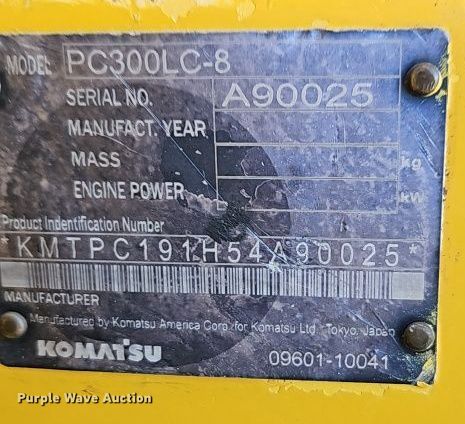 MODEL PC300LC-8
SERIAL NO. A90025
MANUFACT. YEAR
MASS kg
ENGINE POWER kW
Product Indentification Number
*KMTPC191H54A90025*
MANUFACTURER
Manufactured by Komatsu America Corp. for Komatsu Ltd. Tokyo, Japan
KOMATSU 09601-10041
Purple Wave Auction